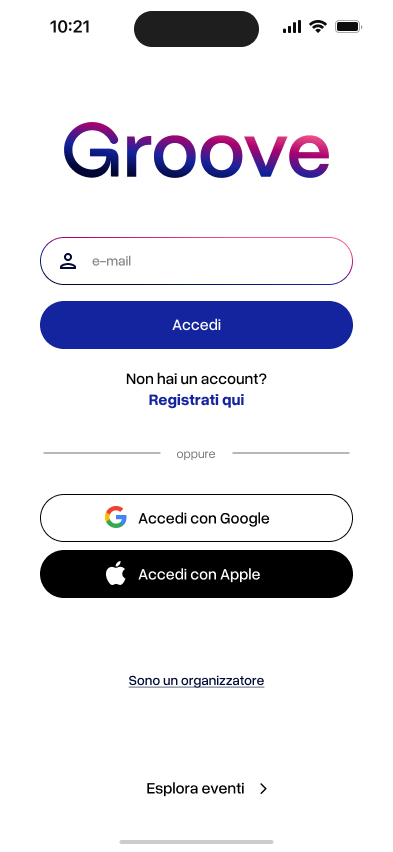 10:21
Groove
e-mail
Accedi
Non hai un account?
Registrati qui
oppure
Accedi con Google
Accedi con Apple
Sono un organizzatore
Esplora eventi